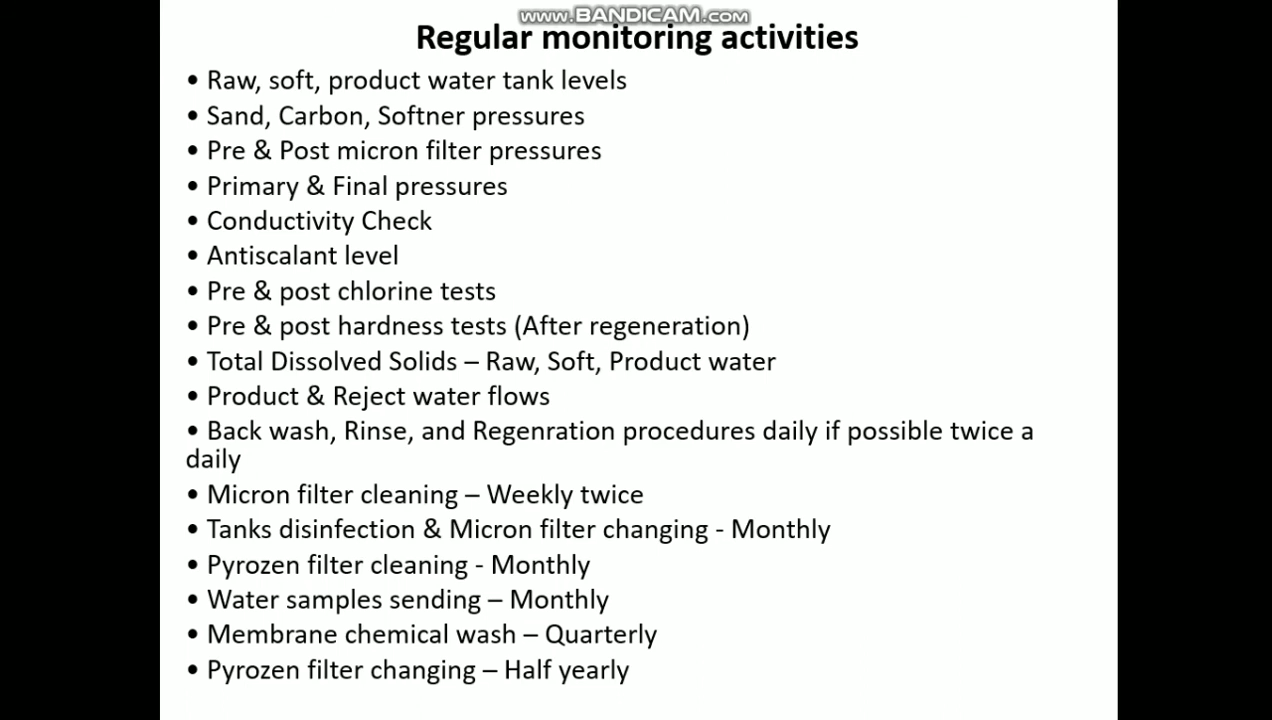 www.BANDICAM.com
Regular monitoring activities
• Raw, soft, product water tank levels
• Sand, Carbon, Softner pressures
• Pre & Post micron filter pressures
• Primary & Final pressures
• Conductivity Check
• Antiscalant level
• Pre & post chlorine tests
• Pre & post hardness tests (After regeneration)
• Total Dissolved Solids – Raw, Soft, Product water
• Product & Reject water flows
• Back wash, Rinse, and Regenration procedures daily if possible twice a
daily
• Micron filter cleaning – Weekly twice
• Tanks disinfection & Micron filter changing - Monthly
• Pyrozen filter cleaning - Monthly
• Water samples sending – Monthly
• Membrane chemical wash – Quarterly
• Pyrozen filter changing – Half yearly